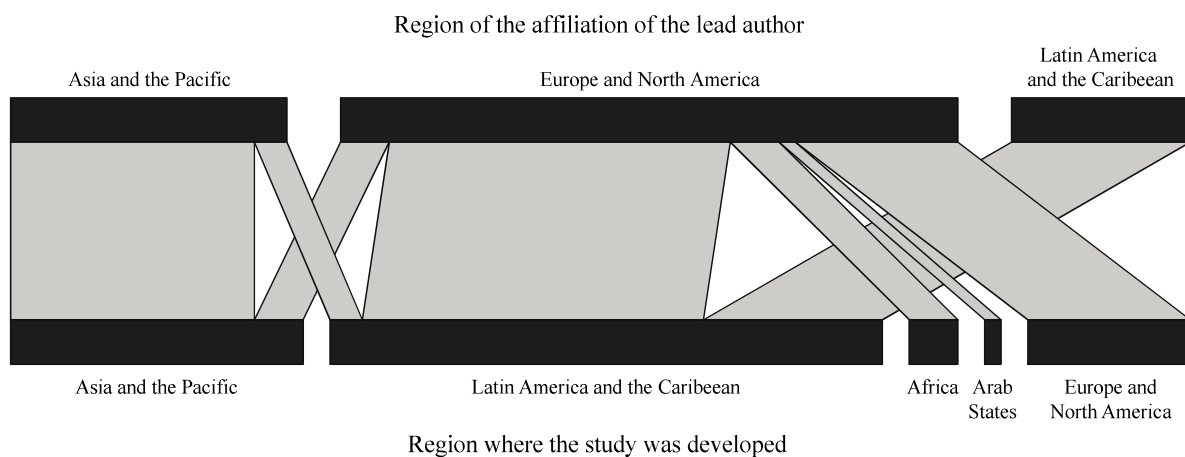 Region of the affiliation of the lead author
Asia and the Pacific
Europe and North America
Latin America
and the Caribeean
Asia and the Pacific
Latin America and the Caribeean
Africa
Arab
States
Europe and
North America
Region where the study was developed